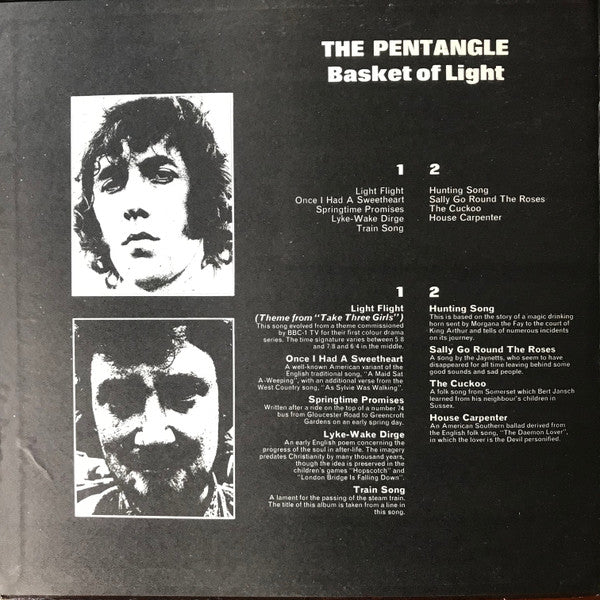 THE PENTANGLE
Basket of Light
1
Light Flight
Once I Had A Sweetheart
Springtime Promises
Lyke-Wake Dirge
Train Song
2
Hunting Song
Sally Go Round The Roses
The Cuckoo
House Carpenter
1
Light Flight
(Theme from "Take Three Girls")
This song evolved from a theme commissioned
by BBC-1 TV for their first colour drama
series. The time signature varies between 5 8
and 7/8 and 6 4 in the middle.
Once I Had A Sweetheart
A well-known American variant of the
English traditional song, "A Maid Sat
A-Weeping", with an additional verse from the
West Country song, "As Sylvie Was Walking".
Springtime Promises
Written after a ride on the top of a number 74
bus from Gloucester Road to Greencroft
Gardens on an early spring day.
Lyke-Wake Dirge
An early English poem concerning the
progress of the soul in after-life. The imagery
predates Christianity by many thousand years,
though the idea is preserved in the
children's games "Hopscotch" and
"London Bridge Is Falling Down".
Train Song
A lament for the passing of the steam train.
The title of this album is taken from a line in
this song.
2
Hunting Song
This is based on the story of a magic drinking
horn sent by Morgana the Fay to the court of
King Arthur and tells of numerous incidents
on its journey.
Sally Go Round The Roses
A song by the Jaynetts, who seem to have
disappeared for all time leaving behind some
good sounds and sad people.
The Cuckoo
A folk song from Somerset which Bert Jansch
learned from his neighbour's children in
Sussex.
House Carpenter
An American Southern ballad derived from
the English folk song, "The Daemon Lover",
in which the lover is the Devil personified.